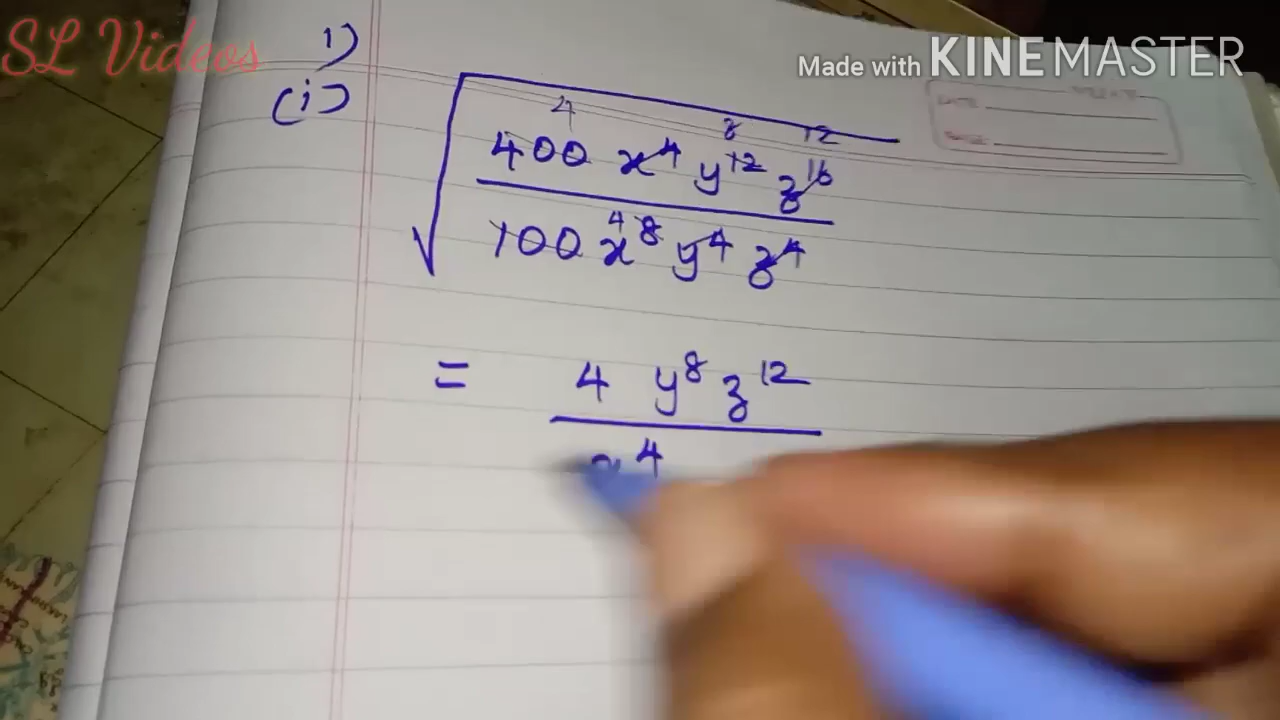 SL Videos
Made with KINEMASTER
1)
(i)
4 8 12
√ 400 x⁴ y¹² z¹⁶
4
100 x⁸ y⁴ z⁴
= 4 y⁸ z¹²
x⁴